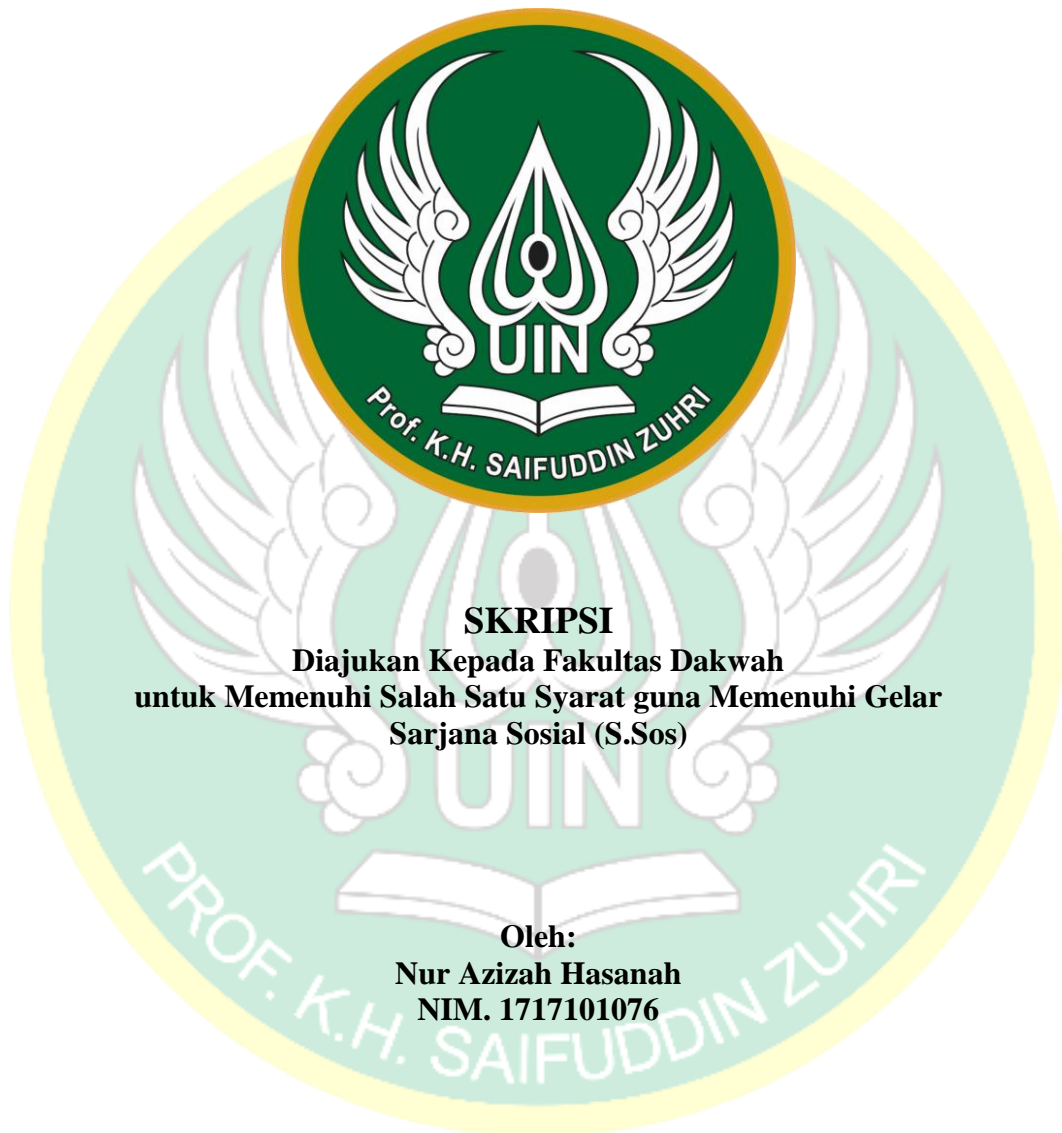 UIN
Prof. K.H. SAIFUDDIN ZUHRI
SKRIPSI
Diajukan Kepada Fakultas Dakwah
untuk Memenuhi Salah Satu Syarat guna Memenuhi Gelar
Sarjana Sosial (S.Sos)
UIN
Oleh:
Nur Azizah Hasanah
NIM. 1717101076
PROF. K.H. SAIFUDDIN ZUHRI